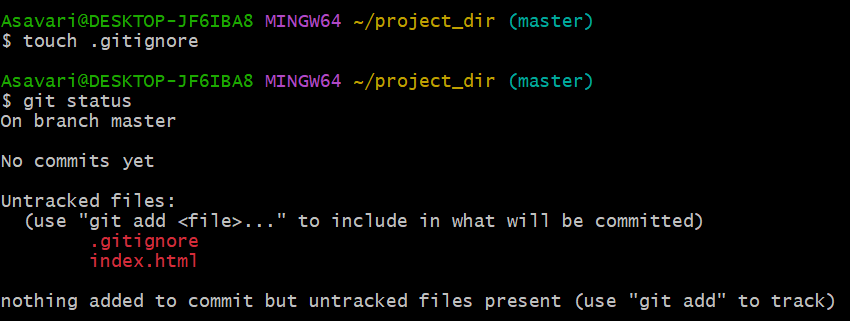 Asavari@DESKTOP-JF6IBA8 MINGW64 ~/project_dir (master)
$ touch .gitignore
Asavari@DESKTOP-JF6IBA8 MINGW64 ~/project_dir (master)
$ git status
On branch master
No commits yet
Untracked files:
(use "git add <file>..." to include in what will be committed)
.gitignore
index.html
nothing added to commit but untracked files present (use "git add" to track)